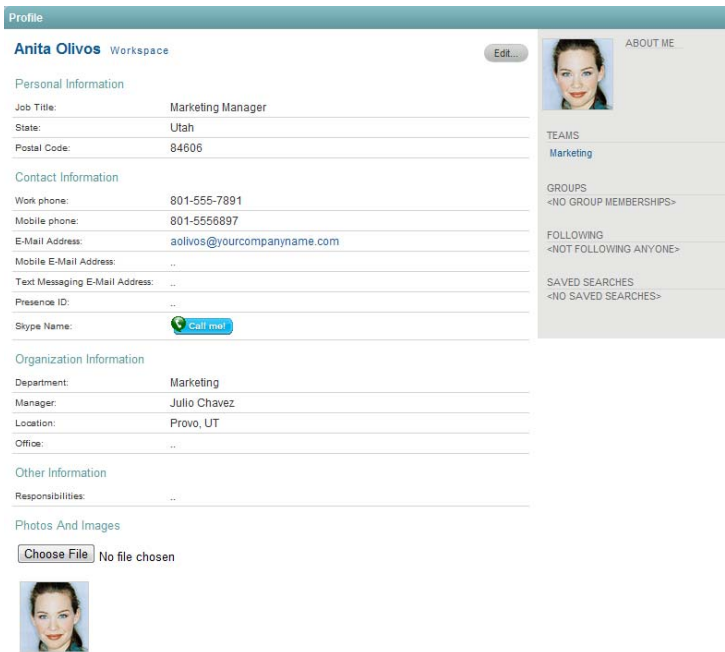 Profile
Anita Olivos Workspace
Edit...
Personal Information
Job Title: Marketing Manager
State: Utah
Postal Code: 84606
Contact Information
Work phone: 801-555-7891
Mobile phone: 801-5556897
E-Mail Address: aolivos@yourcompanyname.com
Mobile E-Mail Address: ..
Text Messaging E-Mail Address: ..
Presence ID: ..
Skype Name: Call me!
Organization Information
Department: Marketing
Manager: Julio Chavez
Location: Provo, UT
Office: ..
Other Information
Responsibilities: ..
Photos And Images
Choose File No file chosen
ABOUT ME
TEAMS
Marketing
GROUPS
<NO GROUP MEMBERSHIPS>
FOLLOWING
<NOT FOLLOWING ANYONE>
SAVED SEARCHES
<NO SAVED SEARCHES>